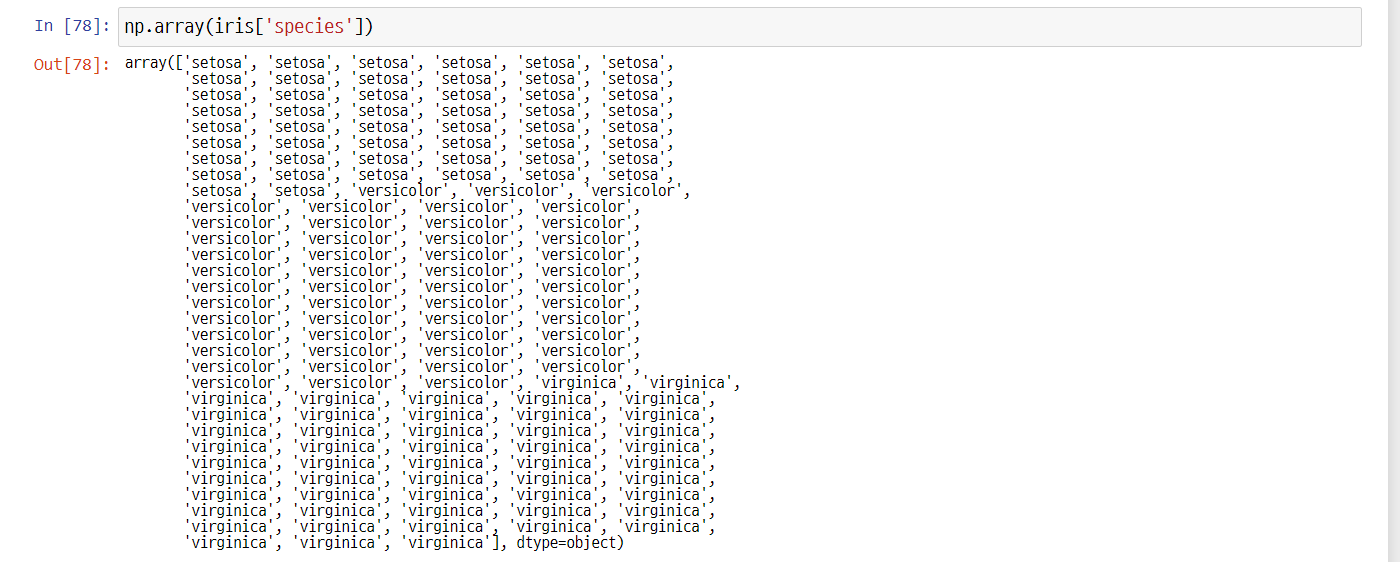 In [78]: np.array(iris['species'])
Out[78]: array(['setosa', 'setosa', 'setosa', 'setosa', 'setosa', 'setosa',
'setosa', 'setosa', 'setosa', 'setosa', 'setosa', 'setosa',
'setosa', 'setosa', 'setosa', 'setosa', 'setosa', 'setosa',
'setosa', 'setosa', 'setosa', 'setosa', 'setosa', 'setosa',
'setosa', 'setosa', 'setosa', 'setosa', 'setosa', 'setosa',
'setosa', 'setosa', 'setosa', 'setosa', 'setosa', 'setosa',
'setosa', 'setosa', 'setosa', 'setosa', 'setosa', 'setosa',
'setosa', 'setosa', 'setosa', 'setosa', 'setosa', 'setosa',
'setosa', 'setosa', 'versicolor', 'versicolor', 'versicolor',
'versicolor', 'versicolor', 'versicolor', 'versicolor',
'versicolor', 'versicolor', 'versicolor', 'versicolor',
'versicolor', 'versicolor', 'versicolor', 'versicolor',
'versicolor', 'versicolor', 'versicolor', 'versicolor',
'versicolor', 'versicolor', 'versicolor', 'versicolor',
'versicolor', 'versicolor', 'versicolor', 'versicolor',
'versicolor', 'versicolor', 'versicolor', 'versicolor',
'versicolor', 'versicolor', 'versicolor', 'versicolor',
'versicolor', 'versicolor', 'versicolor', 'versicolor',
'versicolor', 'versicolor', 'versicolor', 'versicolor',
'versicolor', 'versicolor', 'versicolor', 'versicolor',
'versicolor', 'versicolor', 'versicolor', 'virginica', 'virginica',
'virginica', 'virginica', 'virginica', 'virginica', 'virginica',
'virginica', 'virginica', 'virginica', 'virginica', 'virginica',
'virginica', 'virginica', 'virginica', 'virginica', 'virginica',
'virginica', 'virginica', 'virginica', 'virginica', 'virginica',
'virginica', 'virginica', 'virginica', 'virginica', 'virginica',
'virginica', 'virginica', 'virginica', 'virginica', 'virginica',
'virginica', 'virginica', 'virginica', 'virginica', 'virginica',
'virginica', 'virginica', 'virginica', 'virginica', 'virginica',
'virginica', 'virginica', 'virginica', 'virginica', 'virginica',
'virginica', 'virginica', 'virginica'], dtype=object)